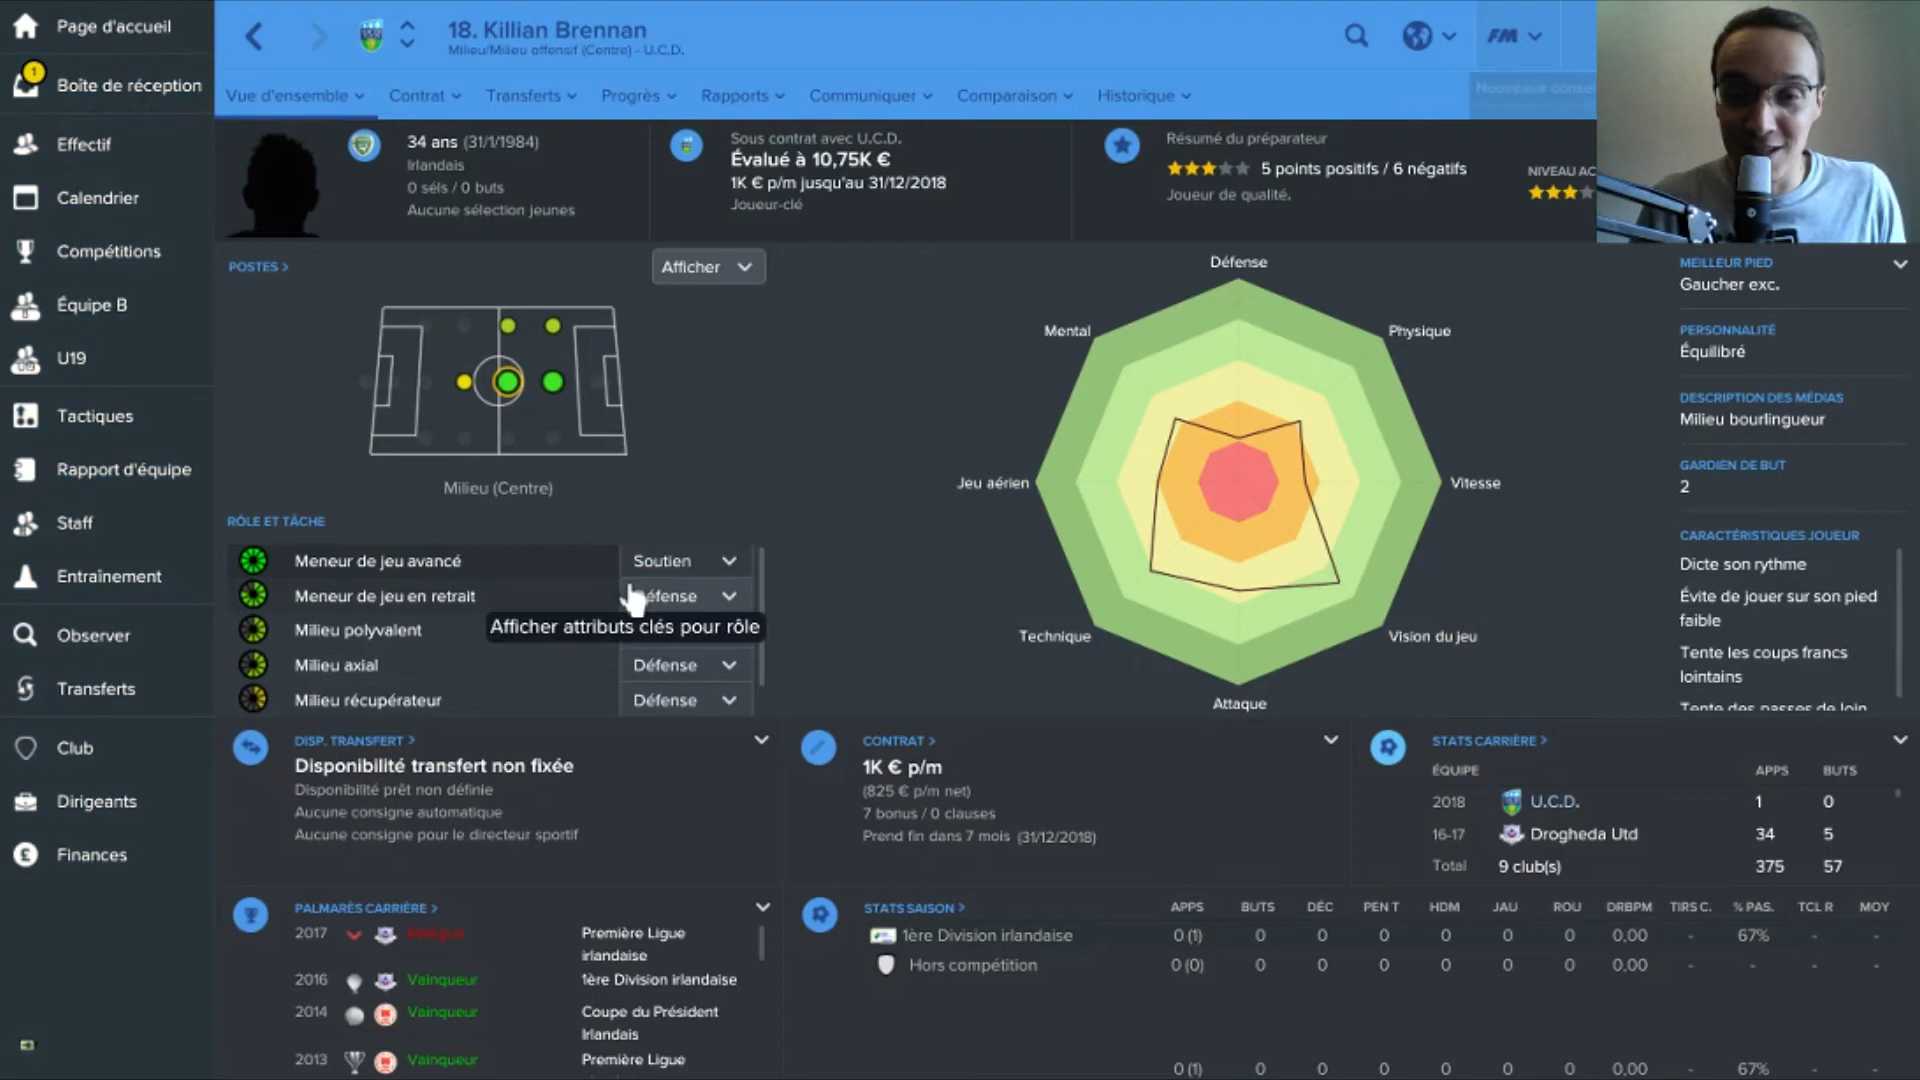 Page d'accueil
1
Boîte de réception
Effectif
Calendrier
Compétitions
Équipe B
U19
Tactiques
Rapport d'équipe
Staff
Entraînement
Observer
Transferts
Club
Dirigeants
Finances
18. Killian Brennan
Milieu/Milieu offensif (Centre) - U.C.D.
FM
Vue d'ensemble
Contrat
Transferts
Progrès
Rapports
Communiquer
Comparaison
Historique
34 ans (31/1/1984)
Irlandais
0 séls / 0 buts
Aucune sélection jeunes
Sous contrat avec U.C.D.
Évalué à 10,75K €
1K € p/m jusqu'au 31/12/2018
Joueur-clé
Résumé du préparateur
5 points positifs / 6 négatifs
Joueur de qualité.
NIVEAU AC
POSTES >
Afficher
Milieu (Centre)
RÔLE ET TÂCHE
Meneur de jeu avancé Soutien
Meneur de jeu en retrait
Milieu polyvalent
Afficher attributs clés pour rôle
Milieu axial Défense
Milieu récupérateur Défense
Défense
Physique
Vitesse
Vision du jeu
Attaque
Technique
Jeu aérien
Mental
MEILLEUR PIED
Gaucher exc.
PERSONNALITÉ
Équilibré
DESCRIPTION DES MÉDIAS
Milieu bourlingueur
GARDIEN DE BUT
2
CARACTÉRISTIQUES JOUEUR
Dicte son rythme
Évite de jouer sur son pied
faible
Tente les coups francs
lointains
Tente des passes de loin
DISP. TRANSFERT >
Disponibilité transfert non fixée
Disponibilité prêt non définie
Aucune consigne automatique
Aucune consigne pour le directeur sportif
CONTRAT >
1K € p/m
(825 € p/m net)
7 bonus / 0 clauses
Prend fin dans 7 mois (31/12/2018)
STATS CARRIÈRE >
ÉQUIPE APPS BUTS
2018 U.C.D. 1 0
16-17 Drogheda Utd 34 5
Total 9 club(s) 375 57
PALMARÈS CARRIÈRE >
2017 Première Ligue
irlandaise
2016 Vainqueur 1ère Division irlandaise
2014 Vainqueur Coupe du Président
Irlandais
2013 Vainqueur Première Ligue
STATS SAISON > APPS BUTS DÉC PEN T HDM JAU ROU DRBPM TIRS C. % PAS. TCL R MOY
1ère Division irlandaise 0 (1) 0 0 0 0 0 0 0,00 - 67% - -
Hors compétition 0 (0) 0 0 0 0 0 0 0,00 - - - -
0 (1) 0 0 0 0 0 0 0,00 - 67% - -